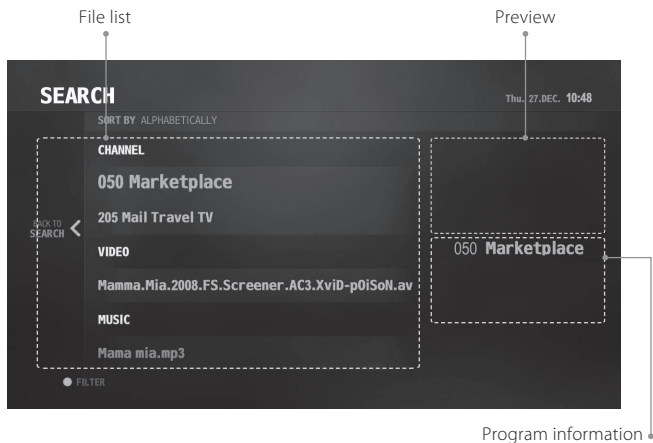 File list
Preview
SEARCH
Thu. 27.DEC. 10:48
SORT BY ALPHABETICALLY
CHANNEL
050 Marketplace
205 Mail Travel TV
BACK TO
SEARCH
VIDEO
050 Marketplace
Mamma.Mia.2008.FS.Screener.AC3.XviD-pOiSoN.av
MUSIC
Mama mia.mp3
FILTER
Program information